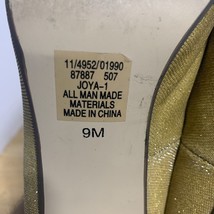 11/4952/01990
87887 507
JOYA-1
ALL MAN MADE
MATERIALS
MADE IN CHINA
9M